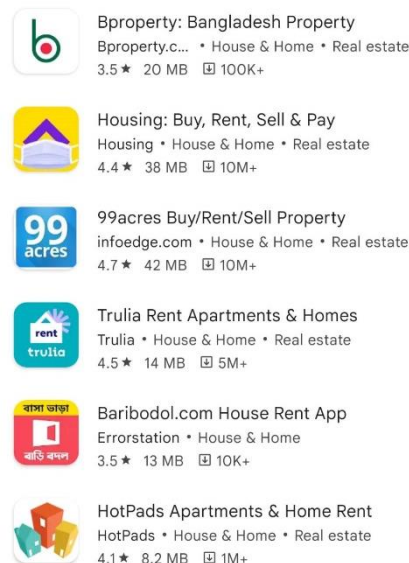 Bproperty: Bangladesh Property
Bproperty.c... • House & Home • Real estate
3.5★ 20 MB 100K+
Housing: Buy, Rent, Sell & Pay
Housing • House & Home • Real estate
4.4★ 38 MB 10M+
99
acres
99acres Buy/Rent/Sell Property
infoedge.com • House & Home • Real estate
4.7★ 42 MB 10M+
rent
trulia
Trulia Rent Apartments & Homes
Trulia • House & Home • Real estate
4.5★ 14 MB 5M+
বাসা ভাড়া
বাড়ি বদল
Baribodol.com House Rent App
Errorstation • House & Home
3.5★ 13 MB 10K+
HotPads Apartments & Home Rent
HotPads • House & Home • Real estate
4.1★ 8.2 MB 1M+